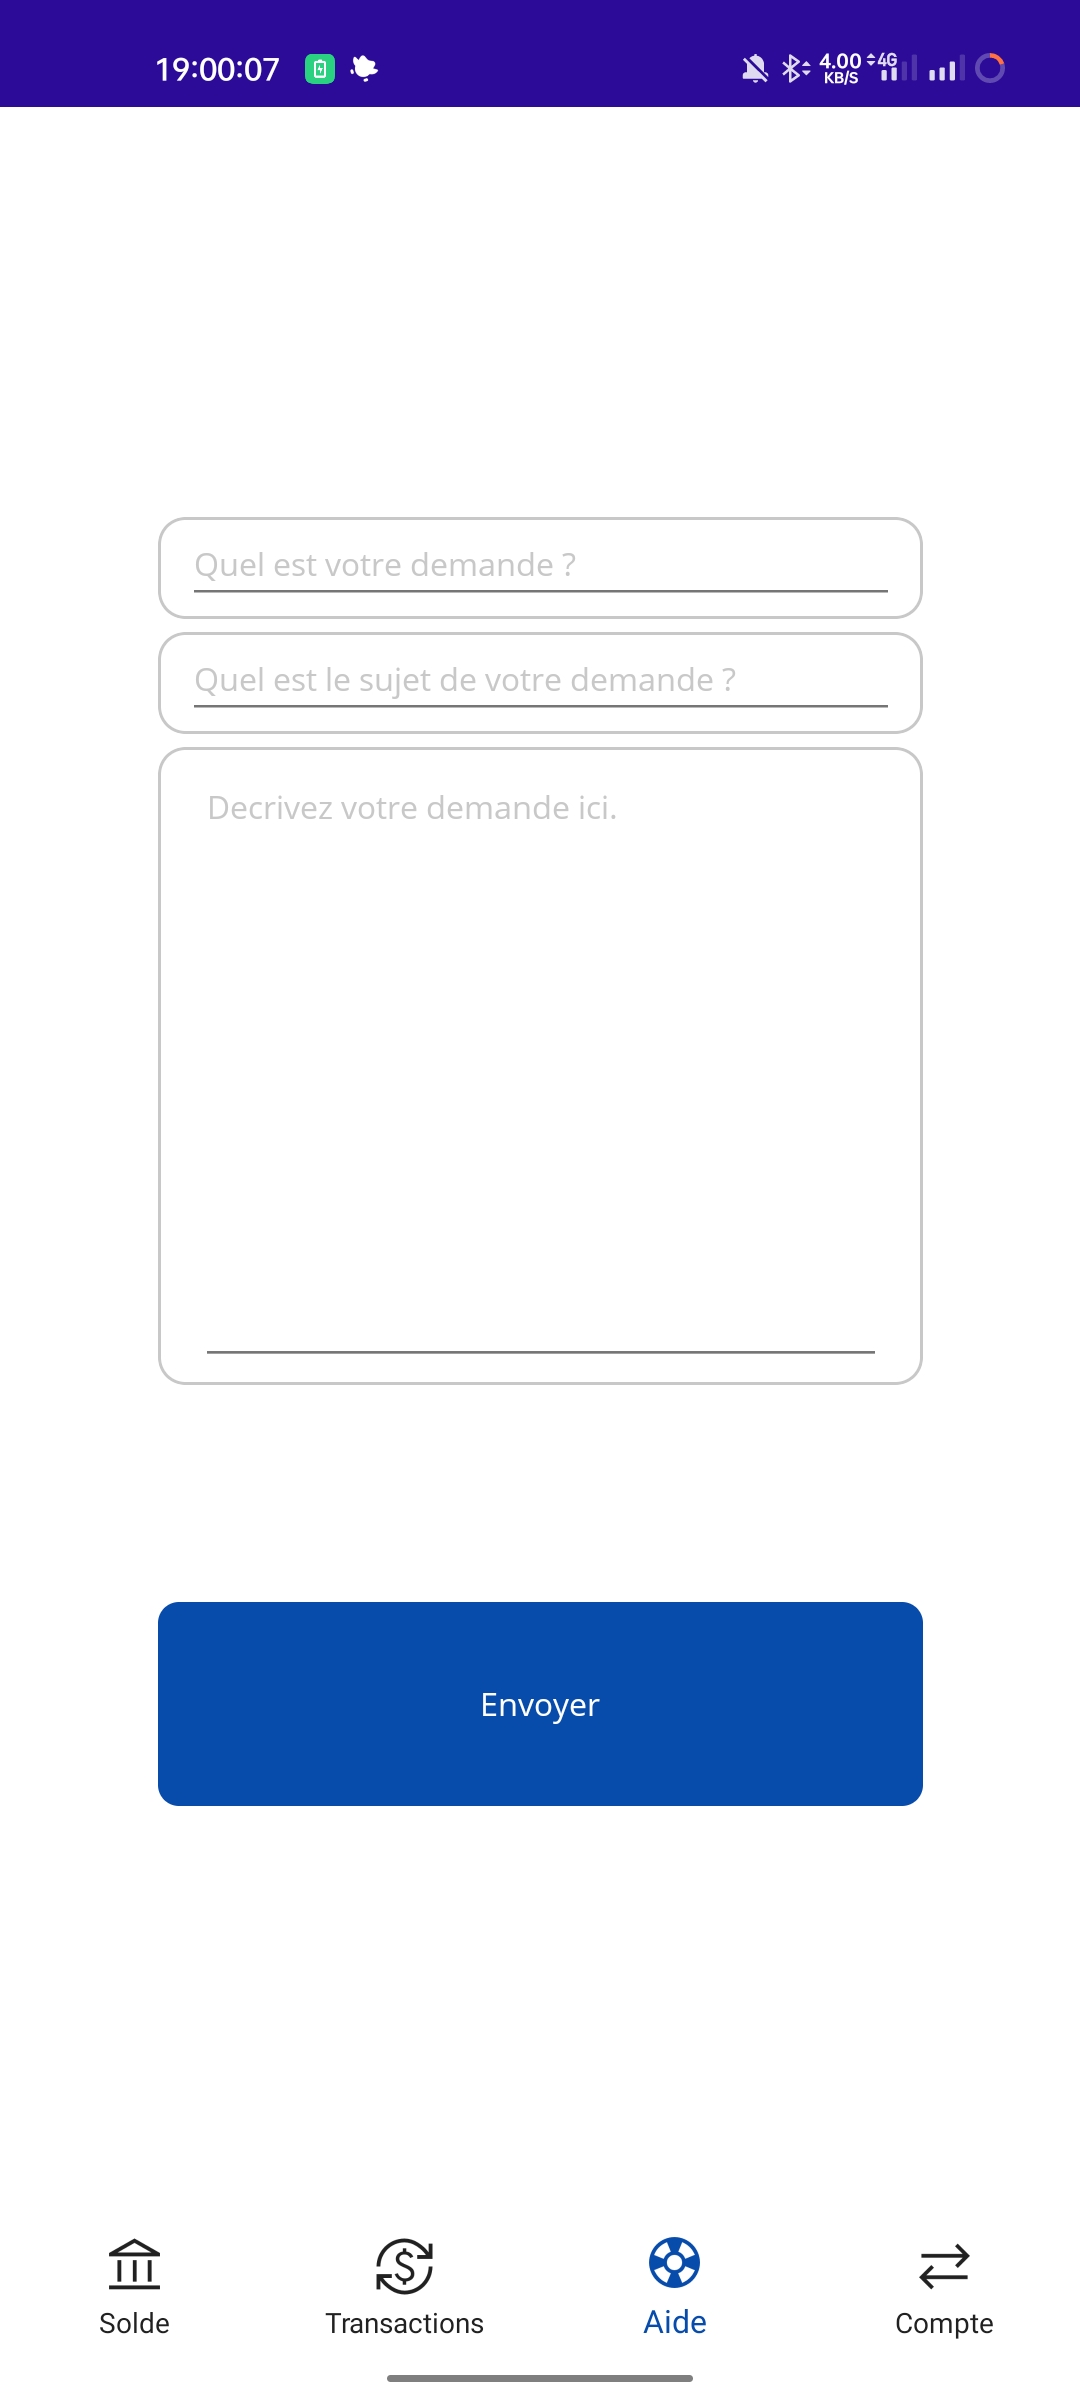 19:00:07
4.00 4G
KB/S
Quel est votre demande ?
Quel est le sujet de votre demande ?
Decrivez votre demande ici.
Envoyer
Solde Transactions Aide Compte